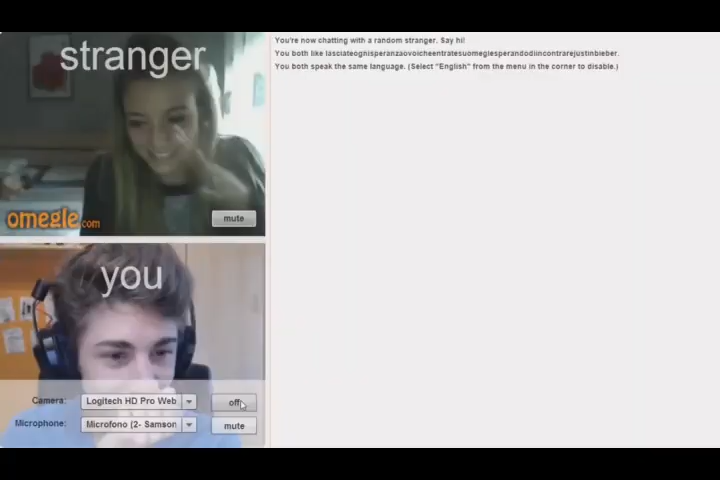 stranger
omegle.com
mute
you
Camera:
Logitech HD Pro Web
off
Microphone:
Microfono (2- Samson
mute
You're now chatting with a random stranger. Say hi!
You both like lasciateoghisperanzaovoicheentratesuomeglesperandodiincontrarejustinbieber.
You both speak the same language. (Select "English" from the menu in the corner to disable.)